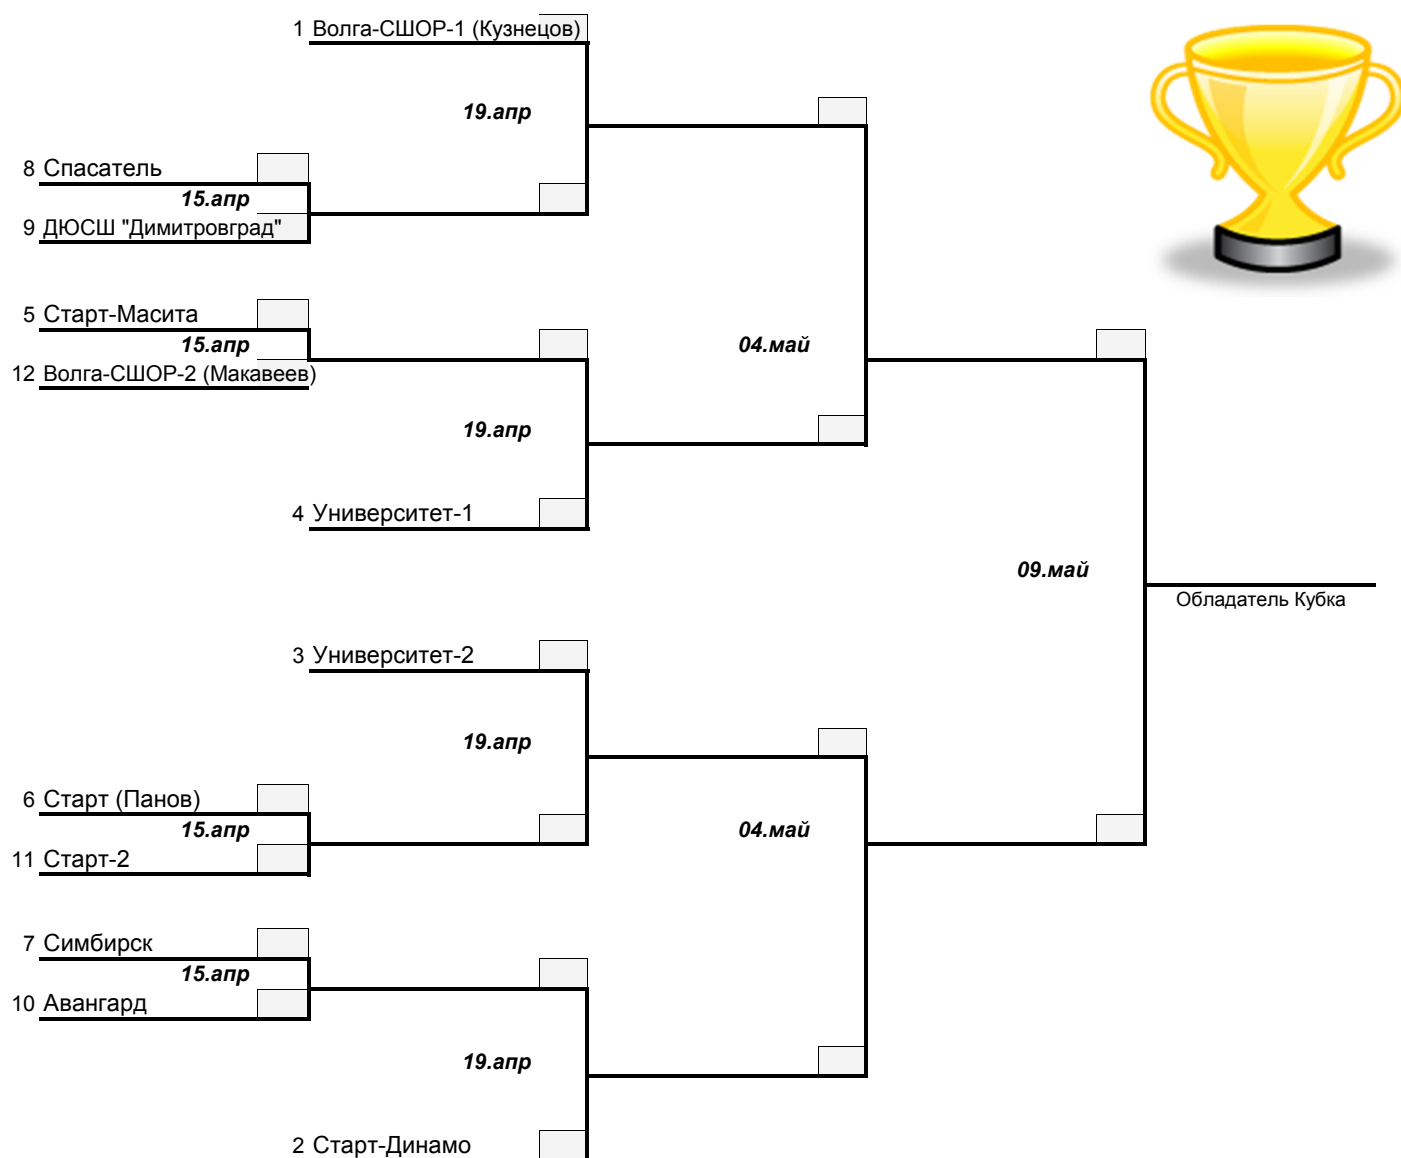 1 Волга-СШОР-1 (Кузнецов)
19.апр
8 Спасатель
15.апр
9 ДЮСШ "Димитровград"
5 Старт-Масита
15.апр
04.май
12 Волга-СШОР-2 (Макавеев)
19.апр
4 Университет-1
09.май
Обладатель Кубка
3 Университет-2
19.апр
6 Старт (Панов)
15.апр
04.май
11 Старт-2
7 Симбирск
15.апр
10 Авангард
19.апр
2 Старт-Динамо